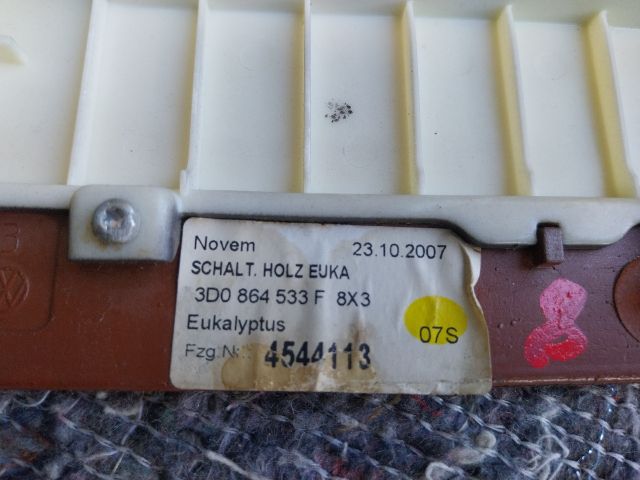 Novem 23.10.2007
SCHALT. HOLZ EUKA
3D0 864 533 F 8X3
Eukalyptus
07S
Fzg.Nr.: 4544113